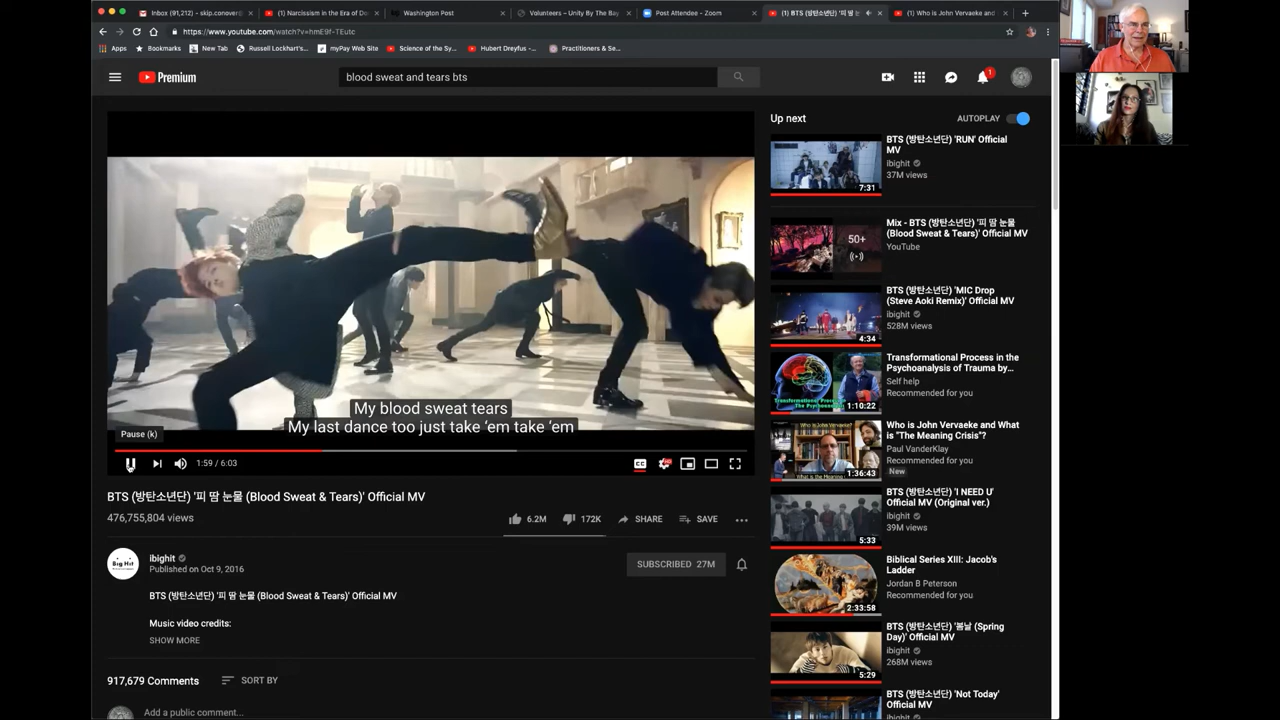 Inbox (91,212) - skip.conover
(1) Narcissism in the Era of Do
Washington Post
Volunteers – Unity By The Bay
Post Attendee - Zoom
(1) BTS (방탄소년단) '피 땀 눈
(1) Who is John Vervaeke and
https://www.youtube.com/watch?v=hmE9f-TEutc
Apps
Bookmarks
New Tab
Russell Lockhart's...
myPay Web Site
Science of the Sy...
Hubert Dreyfus -...
Practitioners & Se...
Premium
blood sweat and tears bts
1
My blood sweat tears
My last dance too just take 'em take 'em
Pause (k)
1:59 / 6:03
CC
BTS (방탄소년단) '피 땀 눈물 (Blood Sweat & Tears)' Official MV
476,755,804 views
6.2M
172K
SHARE
SAVE
Big Hit
ibighit
Published on Oct 9, 2016
SUBSCRIBED 27M
BTS (방탄소년단) '피 땀 눈물 (Blood Sweat & Tears)' Official MV
Music video credits:
SHOW MORE
917,679 Comments
SORT BY
Add a public comment...
Up next
AUTOPLAY
BTS (방탄소년단) 'RUN' Official
MV
ibighit
37M views
7:31
Mix - BTS (방탄소년단) '피 땀 눈물
(Blood Sweat & Tears)' Official MV
YouTube
50+
BTS (방탄소년단) 'MIC Drop
(Steve Aoki Remix)' Official MV
ibighit
528M views
4:34
Transformational Process in the
Psychoanalysis of Trauma by...
Self help
Recommended for you
1:10:22
Who is John Vervaeke and What
is "The Meaning Crisis"?
Paul VanderKlay
Recommended for you
New
1:36:43
BTS (방탄소년단) 'I NEED U'
Official MV (Original ver.)
ibighit
39M views
5:33
Biblical Series XIII: Jacob's
Ladder
Jordan B Peterson
Recommended for you
2:33:58
BTS (방탄소년단) '봄날 (Spring
Day)' Official MV
ibighit
268M views
5:29
BTS (방탄소년단) 'Not Today'
Official MV
ibighit